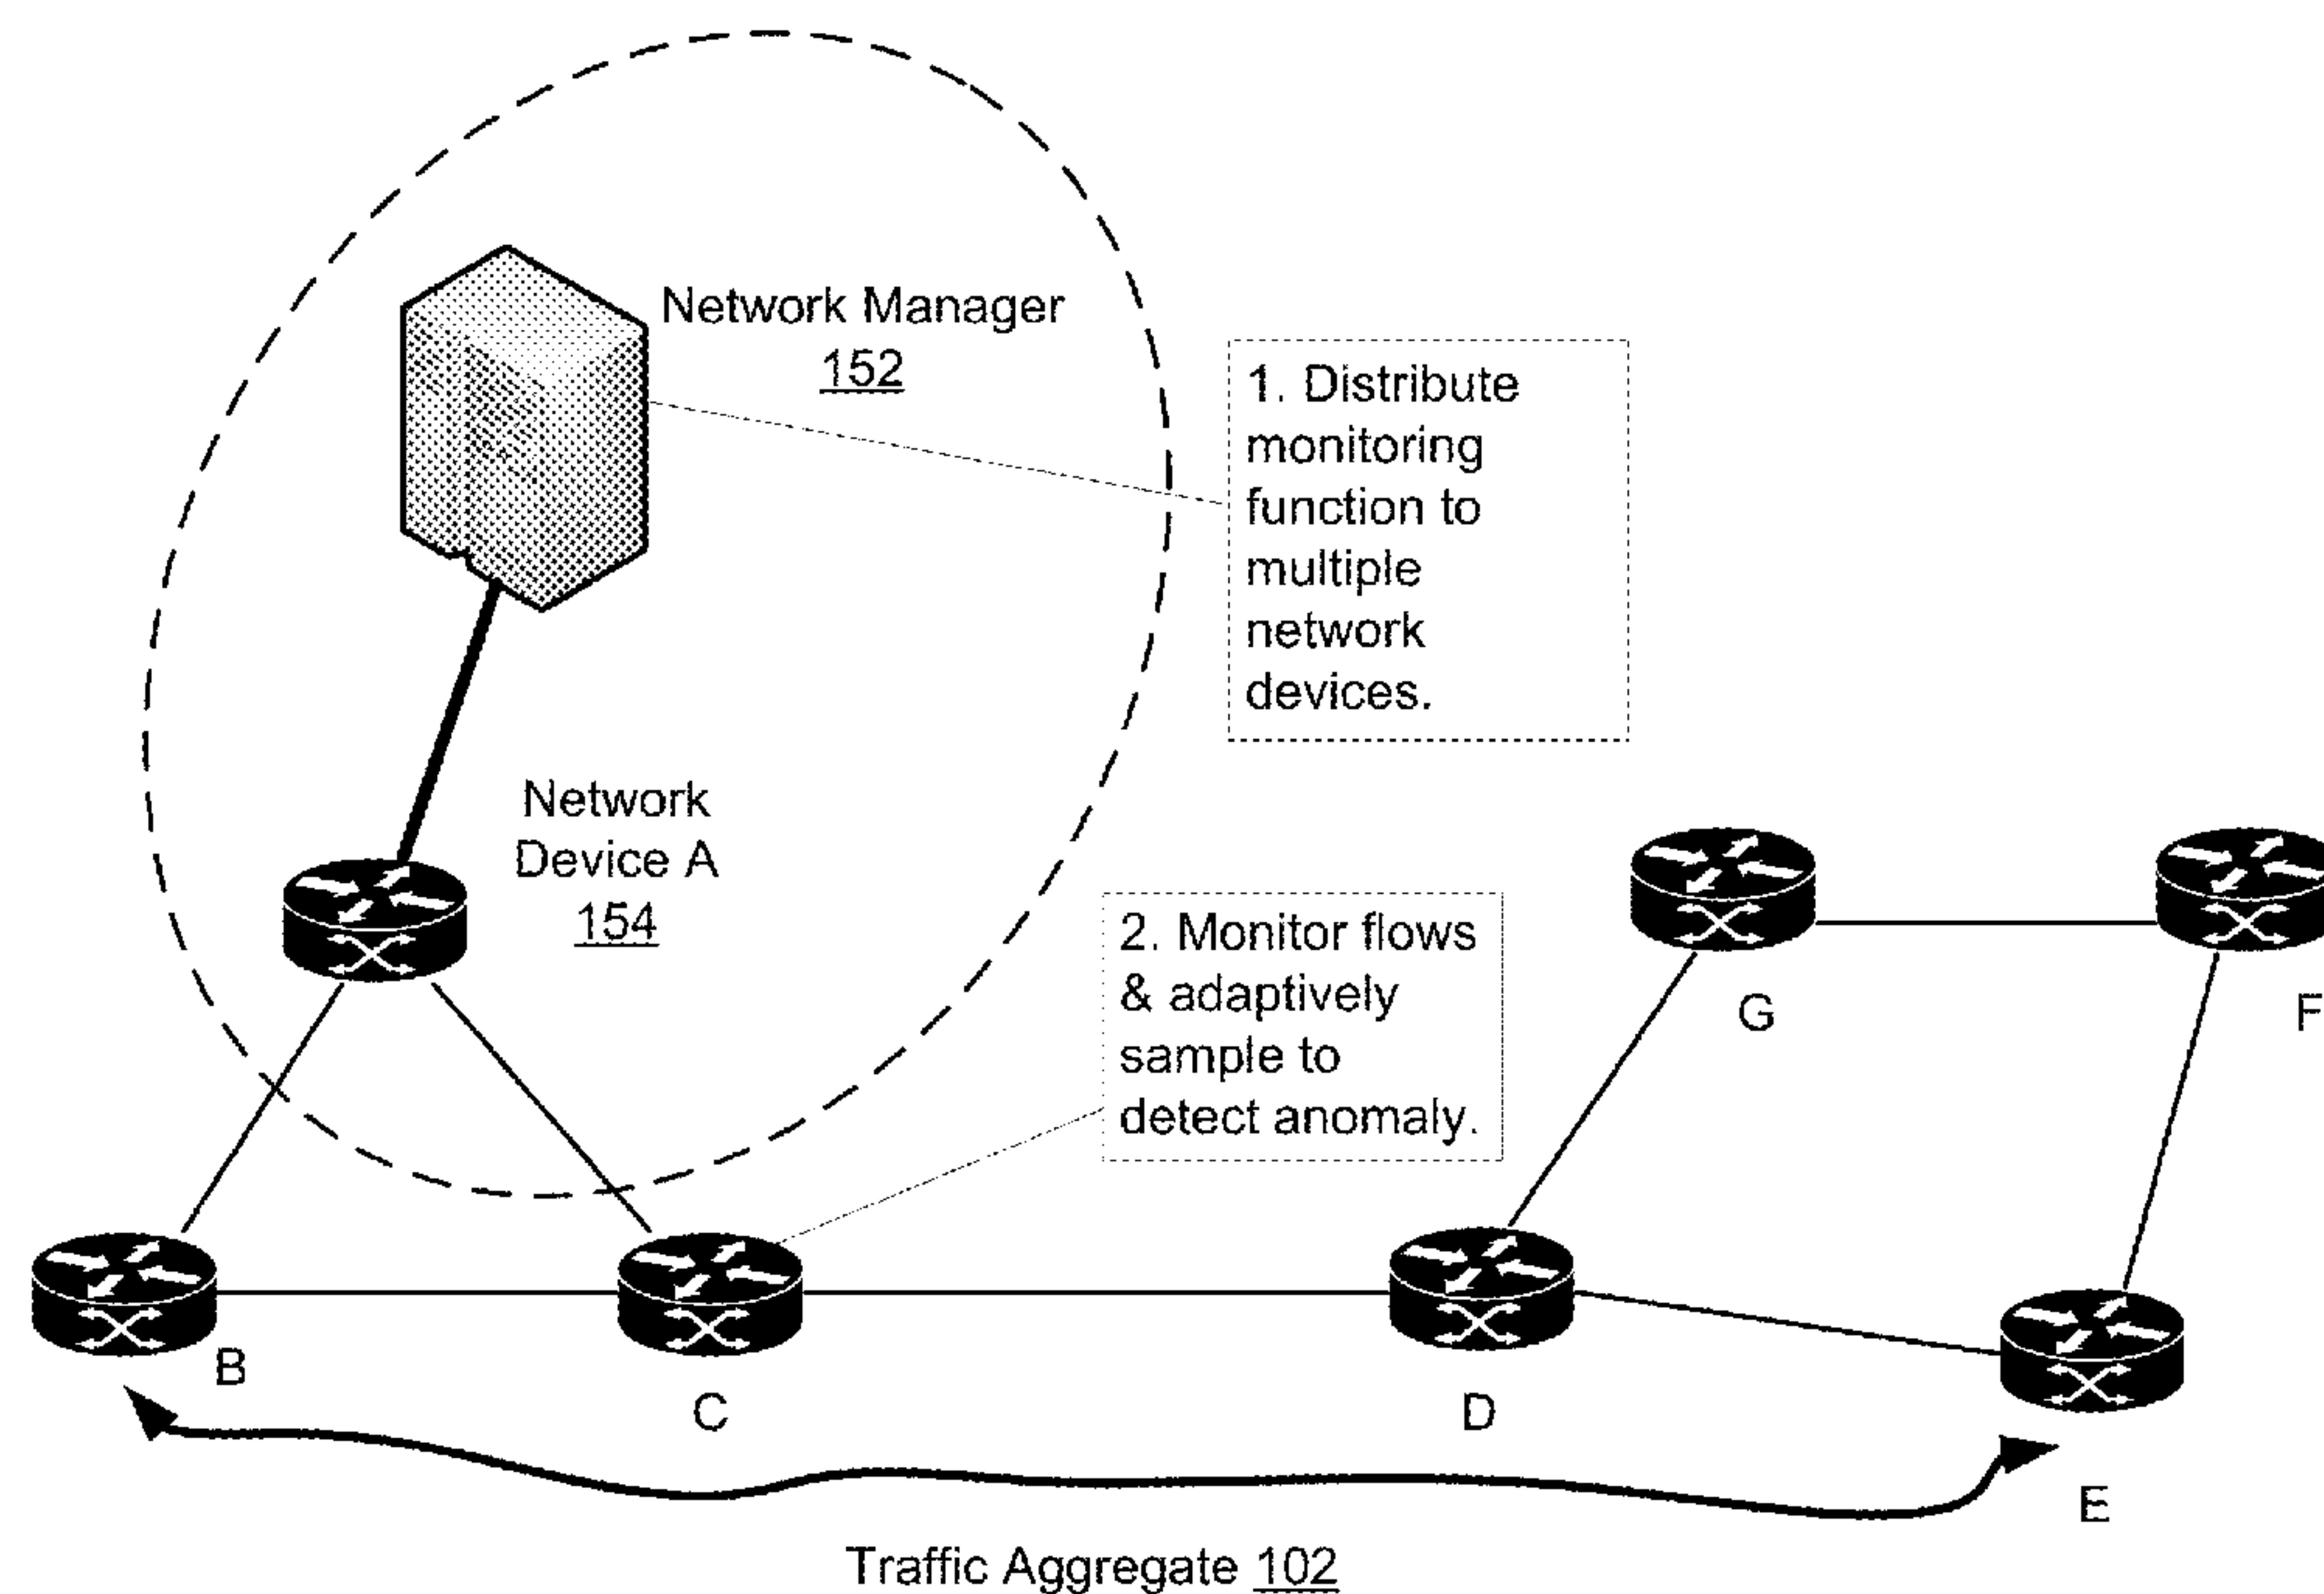 Network Manager
152
1. Distribute
monitoring
function to
multiple
network
devices.
Network
Device A
154
2. Monitor flows
& adaptively
sample to
detect anomaly.
G
F
B
C
D
E
Traffic Aggregate 102